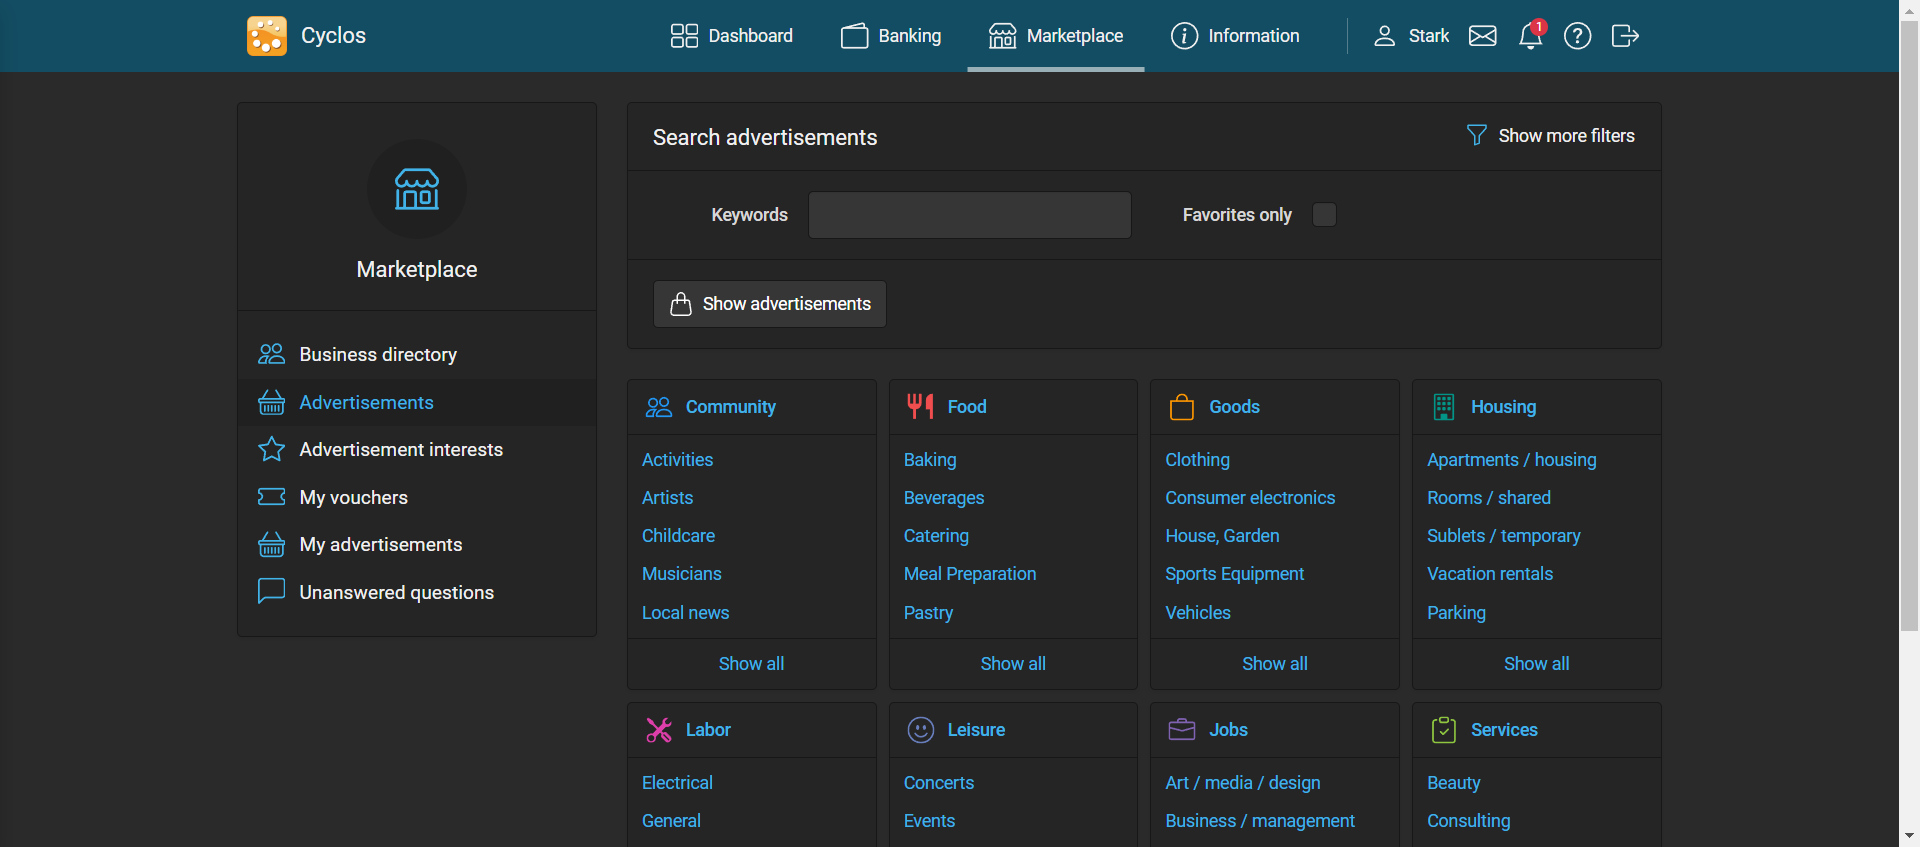 Cyclos
Dashboard
Banking
Marketplace
Information
Stark
1
Marketplace
Business directory
Advertisements
Advertisement interests
My vouchers
My advertisements
Unanswered questions
Search advertisements
Show more filters
Keywords
Favorites only
Show advertisements
Community
Activities
Artists
Childcare
Musicians
Local news
Show all
Food
Baking
Beverages
Catering
Meal Preparation
Pastry
Show all
Goods
Clothing
Consumer electronics
House, Garden
Sports Equipment
Vehicles
Show all
Housing
Apartments / housing
Rooms / shared
Sublets / temporary
Vacation rentals
Parking
Show all
Labor
Electrical
General
Leisure
Concerts
Events
Jobs
Art / media / design
Business / management
Services
Beauty
Consulting